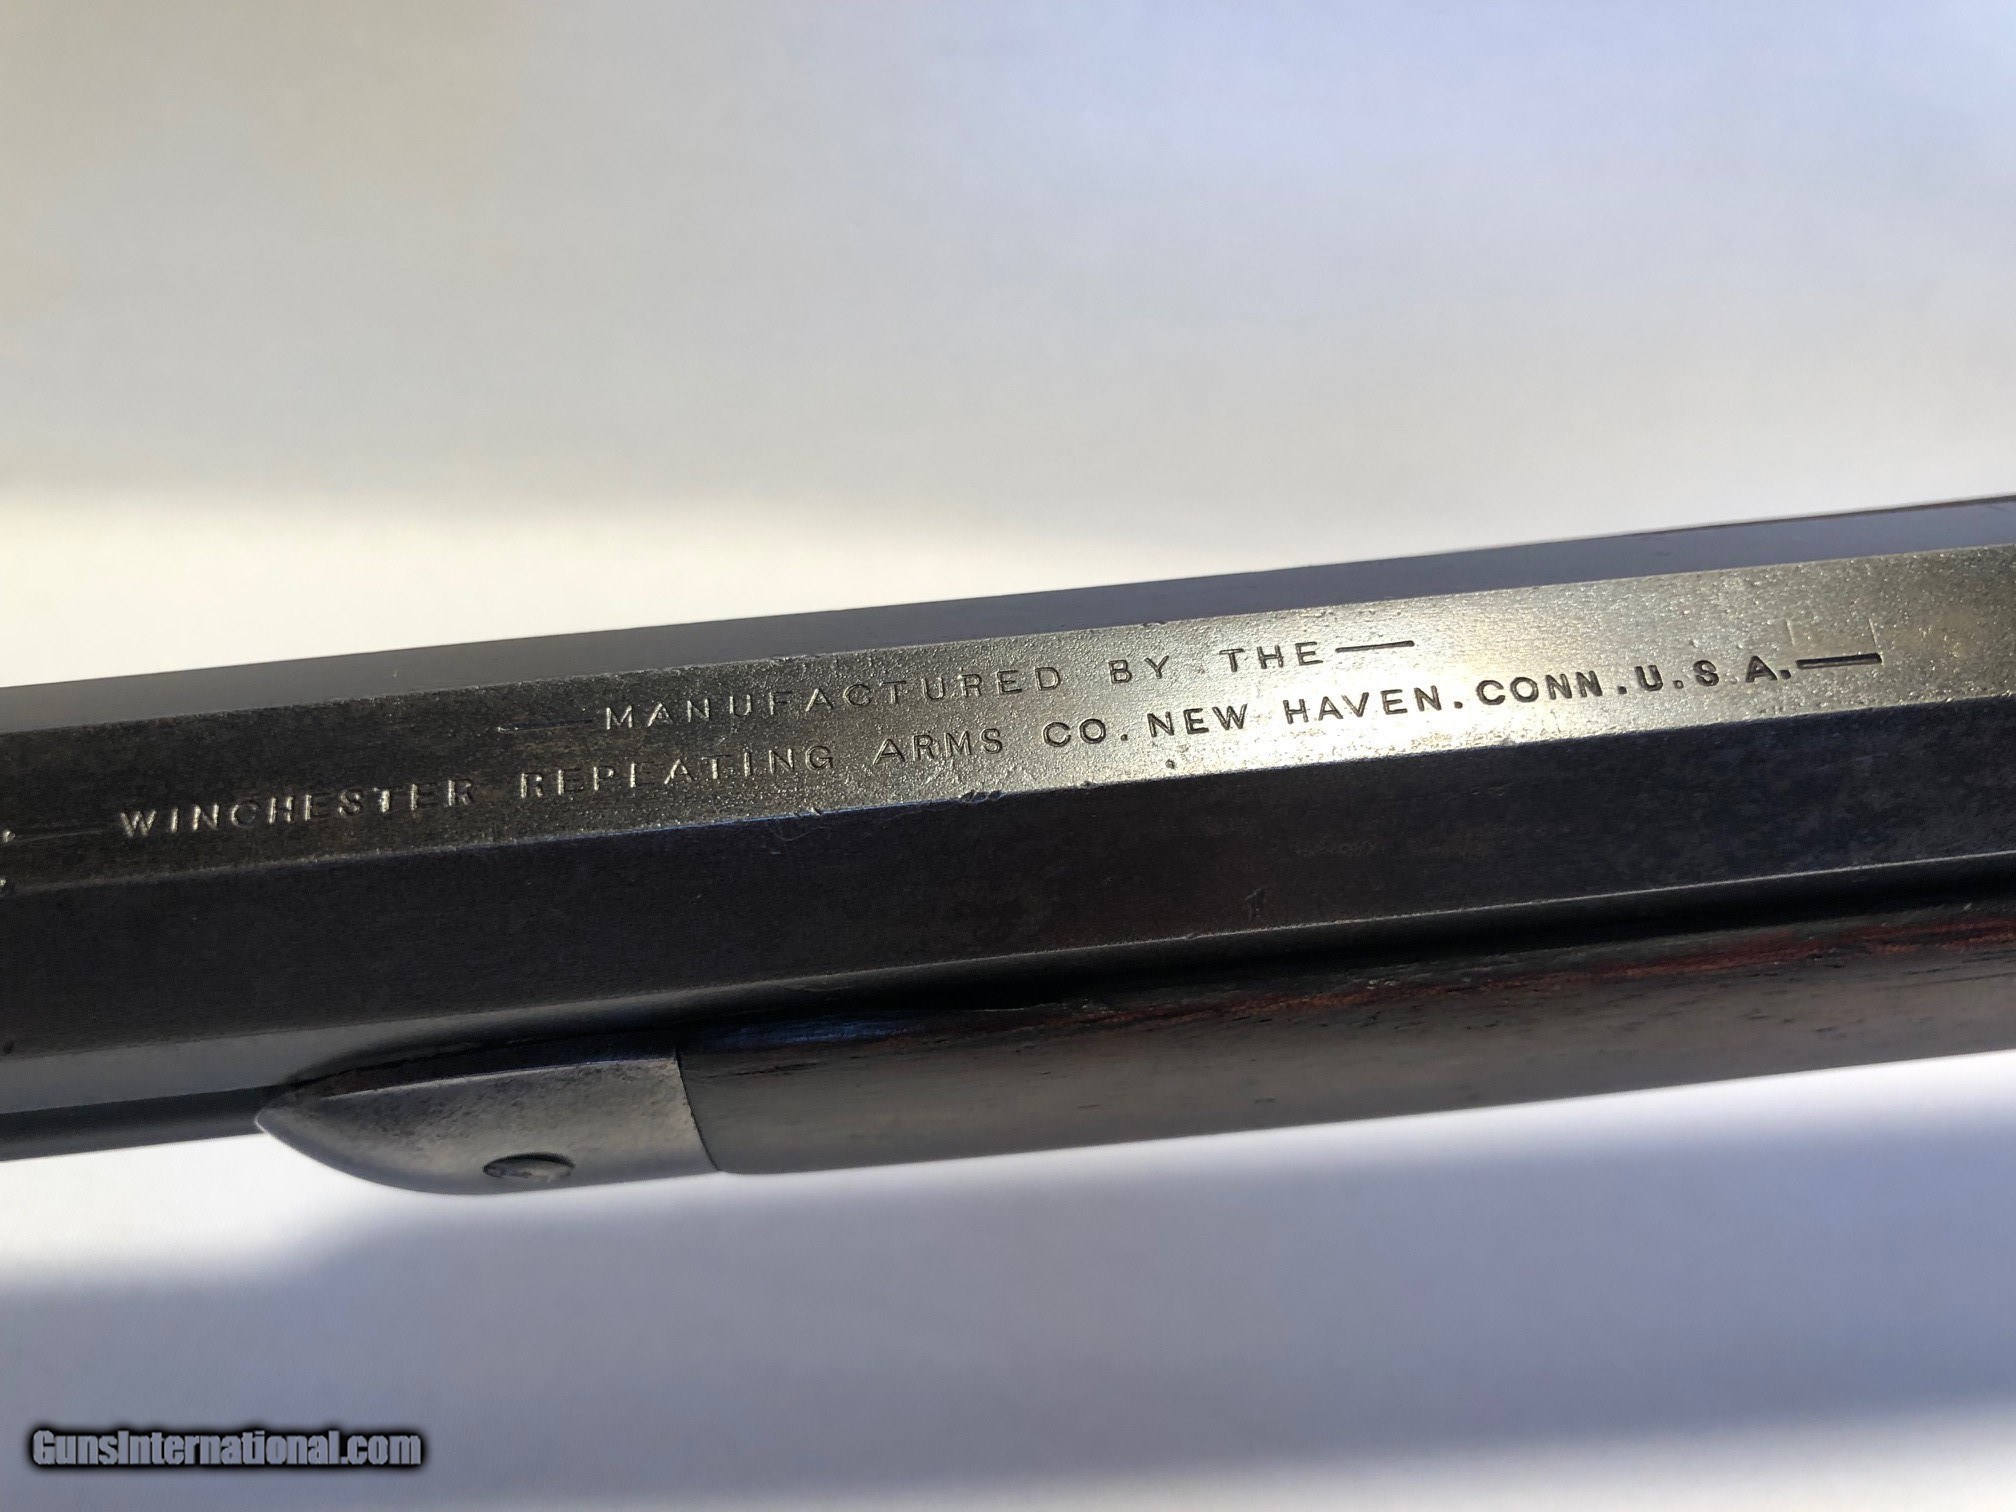 —MANUFACTURED BY THE—
—WINCHESTER REPEATING ARMS CO. NEW HAVEN. CONN. U.S.A.—
GunsInternational.com